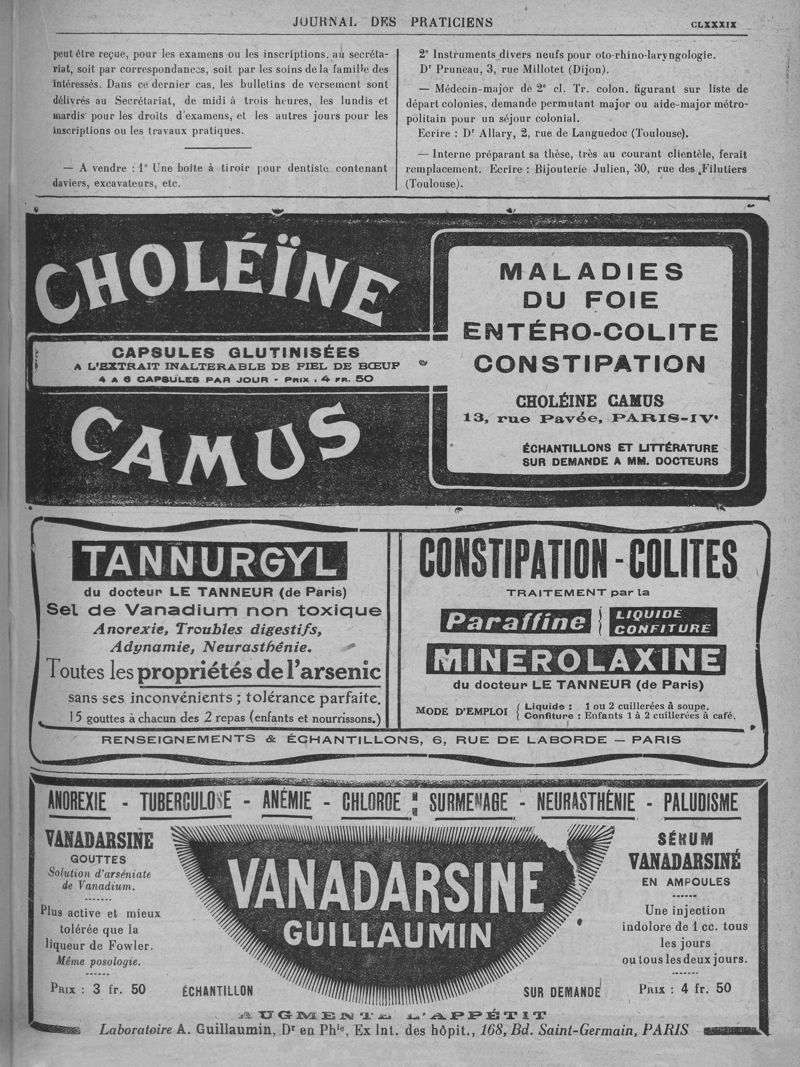 JOURNAL DES PRATICIENS
CLXXXIX
peut être reçue, pour les examens ou les inscriptions, au secréta-
riat, soit par correspondances, soit par les soins de la famille des
intéressés. Dans ce dernier cas, les bulletins de versement sont
délivrés au Secrétariat, de midi à trois heures, les lundis et
mardis pour les droits d'examens, et les autres jours pour les
inscriptions ou les travaux pratiques.
— A vendre : 1° Une boîte à tiroir pour dentiste contenant
daviers, excavateurs, etc.
2° Instruments divers neufs pour oto-rhino-laryngologie.
Dr Pruneau, 3, rue Millotet (Dijon).
— Médecin-major de 2e cl. Tr. colon. figurant sur liste de
départ colonies, demande permutant major ou aide-major métro-
politain pour un séjour colonial.
Ecrire : Dr Allary, 2, rue de Languedoc (Toulouse).
— Interne préparant sa thèse, très au courant clientèle, ferait
remplacement. Ecrire : Bijouterie Julien, 30, rue des Filutiers
(Toulouse).
CHOLÉÏNE
CAPSULES GLUTINISÉES
A L'EXTRAIT INALTERABLE DE FIEL DE BŒUF
4 A 6 CAPSULES PAR JOUR - PRIX : 4 FR. 50
CAMUS
MALADIES
DU FOIE
ENTÉRO-COLITE
CONSTIPATION
CHOLÉINE CAMUS
13, rue Pavée, PARIS-IVe
ÉCHANTILLONS ET LITTÉRATURE
SUR DEMANDE A MM. DOCTEURS
TANNURGYL
du docteur LE TANNEUR (de Paris)
Sel de Vanadium non toxique
Anorexie, Troubles digestifs,
Adynamie, Neurasthénie.
Toutes les propriétés de l'arsenic
sans ses inconvénients ; tolérance parfaite.
15 gouttes à chacun des 2 repas (enfants et nourrissons.)
CONSTIPATION - COLITES
TRAITEMENT par la
Paraffine { LIQUIDE
CONFITURE
MINEROLAXINE
du docteur LE TANNEUR (de Paris)
MODE D'EMPLOI { Liquide : 1 ou 2 cuillerées à soupe.
Confiture : Enfants 1 à 2 cuillerées à café.
RENSEIGNEMENTS & ÉCHANTILLONS, 6, RUE DE LABORDE — PARIS
ANOREXIE - TUBERCULOSE - ANÉMIE - CHLOROSE - SURMENAGE - NEURASTHÉNIE - PALUDISME
VANADARSINE
GOUTTES
Solution d'arséniate
de Vanadium.
Plus active et mieux
tolérée que la
liqueur de Fowler.
Même posologie.
PRIX : 3 fr. 50
VANADARSINE
GUILLAUMIN
ÉCHANTILLON
SUR DEMANDE
SÉRUM
VANADARSINÉ
EN AMPOULES
Une injection
indolore de 1 cc. tous
les jours
ou tous les deux jours.
PRIX : 4 fr. 50
AUGMENTE L'APPÉTIT
Laboratoire A. Guillaumin, Dr en Phie, Ex Int. des hôpit., 168, Bd. Saint-Germain, PARIS